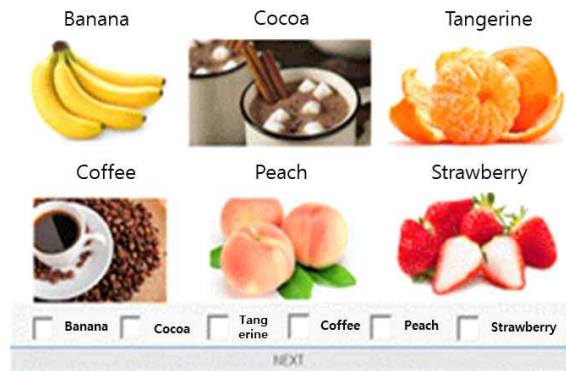 Banana Cocoa Tangerine
Coffee Peach Strawberry
Banana Cocoa Tang
erine Coffee Peach Strawberry
NEXT